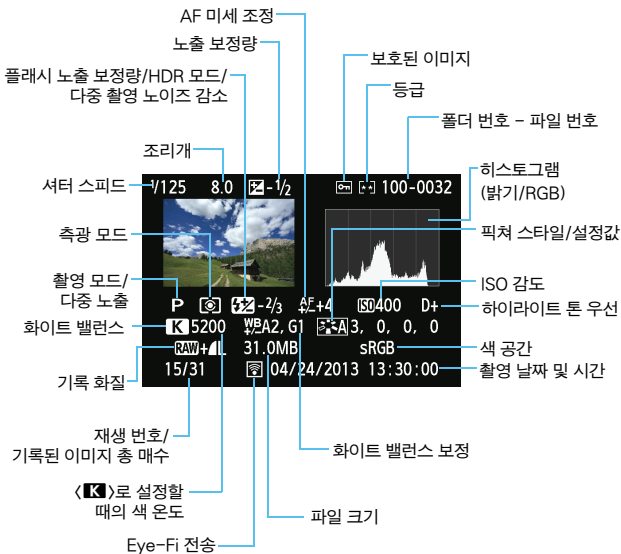 AF 미세 조정
노출 보정량
플래시 노출 보정량/HDR 모드/
다중 촬영 노이즈 감소
보호된 이미지
등급
폴더 번호 - 파일 번호
조리개
셔터 스피드
히스토그램
(밝기/RGB)
1/125 8.0 -1/2 100-0032
측광 모드
픽쳐 스타일/설정값
촬영 모드/
다중 노출
ISO 감도
P -2/3 AF+4 ISO400 D+
하이라이트 톤 우선
화이트 밸런스
K 5200 WB A2, G1 A 3, 0, 0, 0
RAW+L 31.0MB sRGB
색 공간
기록 화질
15/31 04/24/2013 13:30:00
촬영 날짜 및 시간
재생 번호/
기록된 이미지 총 매수
화이트 밸런스 보정
<K>로 설정할
때의 색 온도
파일 크기
Eye-Fi 전송